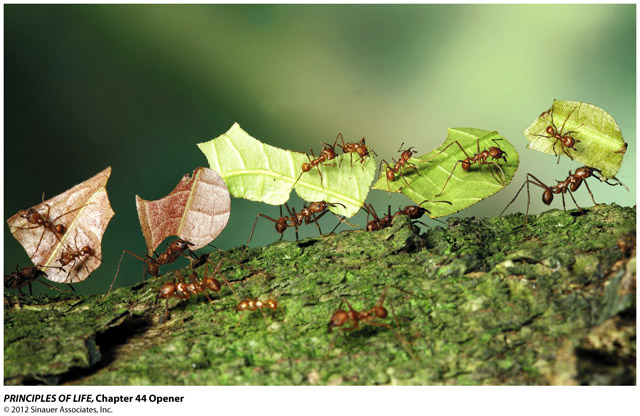 PRINCIPLES OF LIFE, Chapter 44 Opener
© 2012 Sinauer Associates, Inc.